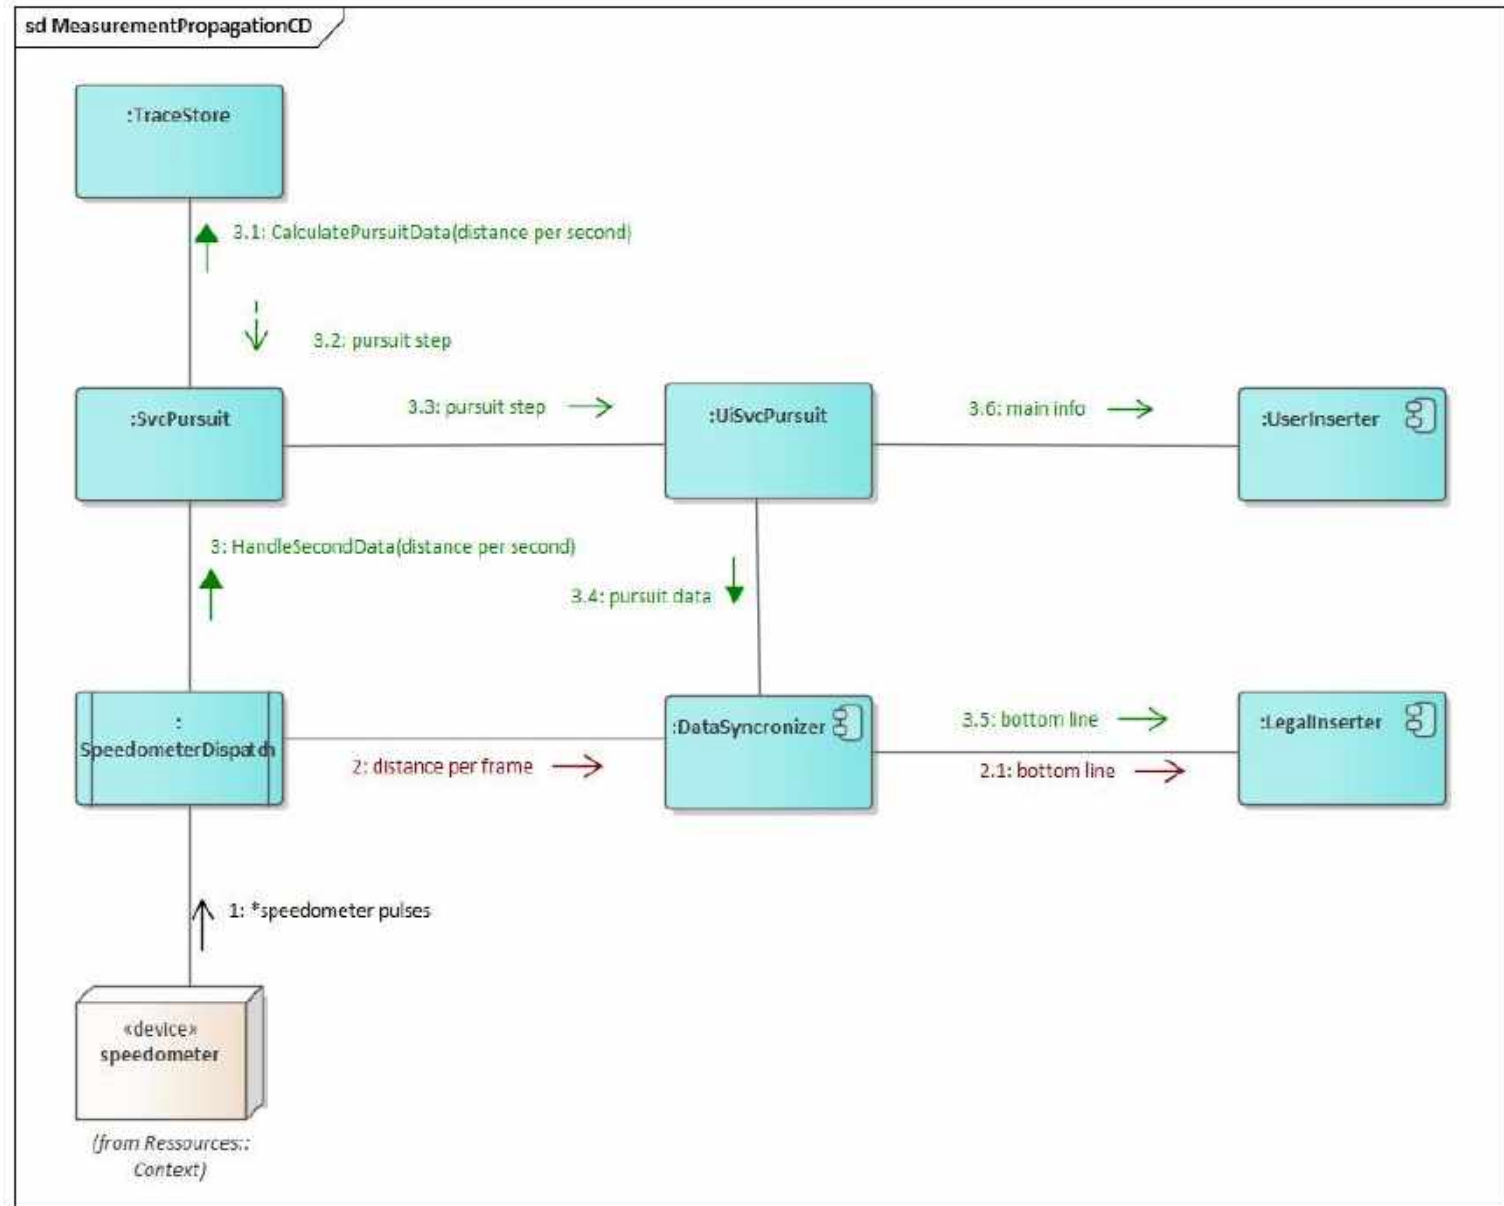 sd MeasurementPropagationCD
:TraceStore
3.1: CalculatePursuitData(distance per second)
3.2: pursuit step
:SvcPursuit
3.3: pursuit step
:UiSvcPursuit
3.6: main info
:UserInserter
3: HandleSecondData(distance per second)
3.4: pursuit data
:
SpeedometerDispatch
2: distance per frame
:DataSyncronizer
3.5: bottom line
2.1: bottom line
:LegalInserter
1: *speedometer pulses
«device»
speedometer
(from Ressources::
Context)